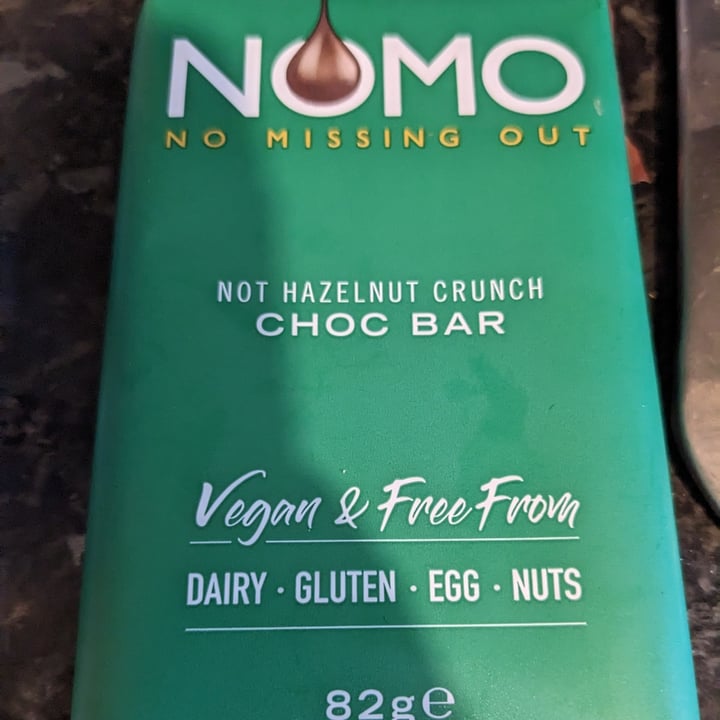 NOMO
NO MISSING OUT
NOT HAZELNUT CRUNCH
CHOC BAR
Vegan & Free From
DAIRY · GLUTEN · EGG · NUTS
82g℮